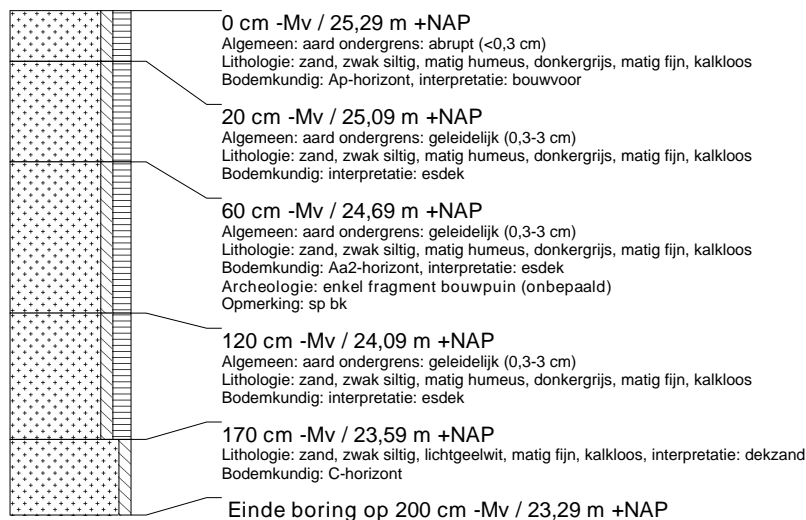 0 cm -Mv / 25,29 m +NAP
Algemeen: aard ondergrens: abrupt (<0,3 cm)
Lithologie: zand, zwak siltig, matig humeus, donkergrijs, matig fijn, kalkloos
Bodemkundig: Ap-horizont, interpretatie: bouwvoor
20 cm -Mv / 25,09 m +NAP
Algemeen: aard ondergrens: geleidelijk (0,3-3 cm)
Lithologie: zand, zwak siltig, matig humeus, donkergrijs, matig fijn, kalkloos
Bodemkundig: interpretatie: esdek
60 cm -Mv / 24,69 m +NAP
Algemeen: aard ondergrens: geleidelijk (0,3-3 cm)
Lithologie: zand, zwak siltig, matig humeus, donkergrijs, matig fijn, kalkloos
Bodemkundig: Aa2-horizont, interpretatie: esdek
Archeologie: enkel fragment bouwpuin (onbepaald)
Opmerking: sp bk
120 cm -Mv / 24,09 m +NAP
Algemeen: aard ondergrens: geleidelijk (0,3-3 cm)
Lithologie: zand, zwak siltig, matig humeus, donkergrijs, matig fijn, kalkloos
Bodemkundig: interpretatie: esdek
170 cm -Mv / 23,59 m +NAP
Lithologie: zand, zwak siltig, lichtgeelwit, matig fijn, kalkloos, interpretatie: dekzand
Bodemkundig: C-horizont
Einde boring op 200 cm -Mv / 23,29 m +NAP